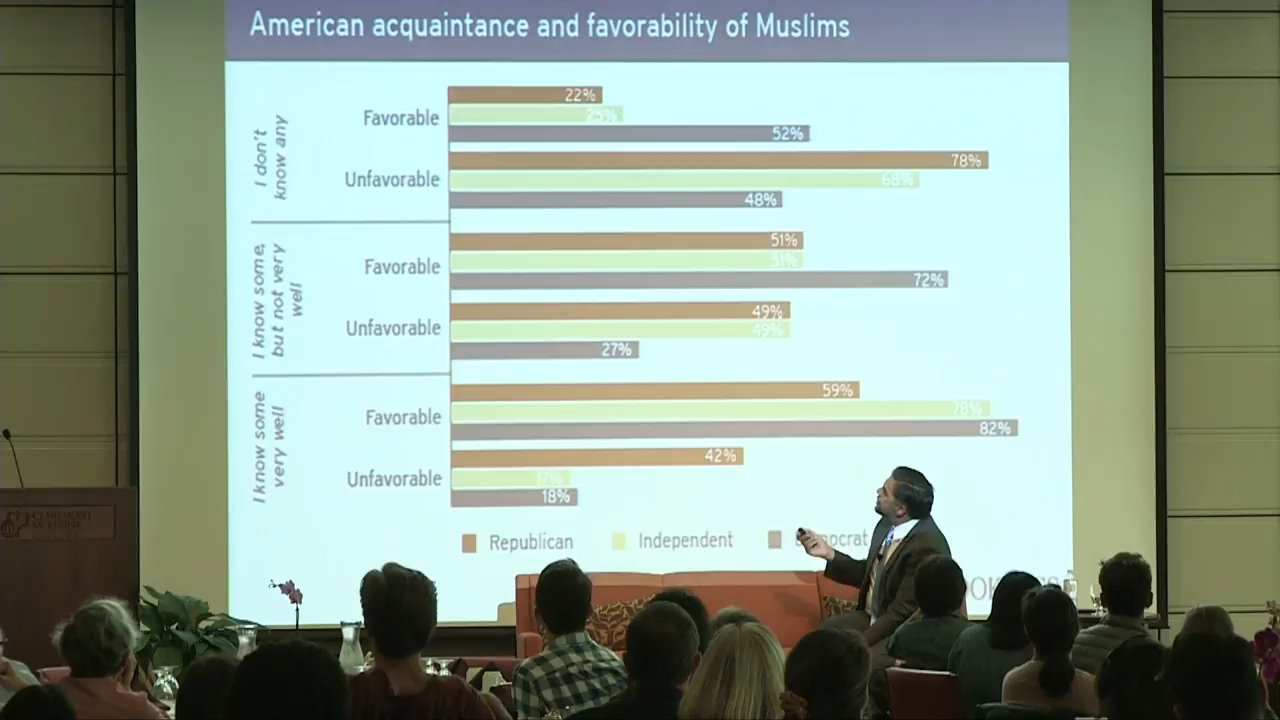 American acquaintance and favorability of Muslims
I don't
know any
Favorable
22%
25%
52%
Unfavorable
78%
68%
48%
I know some,
but not very
well
Favorable
51%
51%
72%
Unfavorable
49%
49%
27%
I know some
very well
Favorable
59%
78%
82%
Unfavorable
42%
18%
Republican
Independent
CLAREMONT
MCKENNA